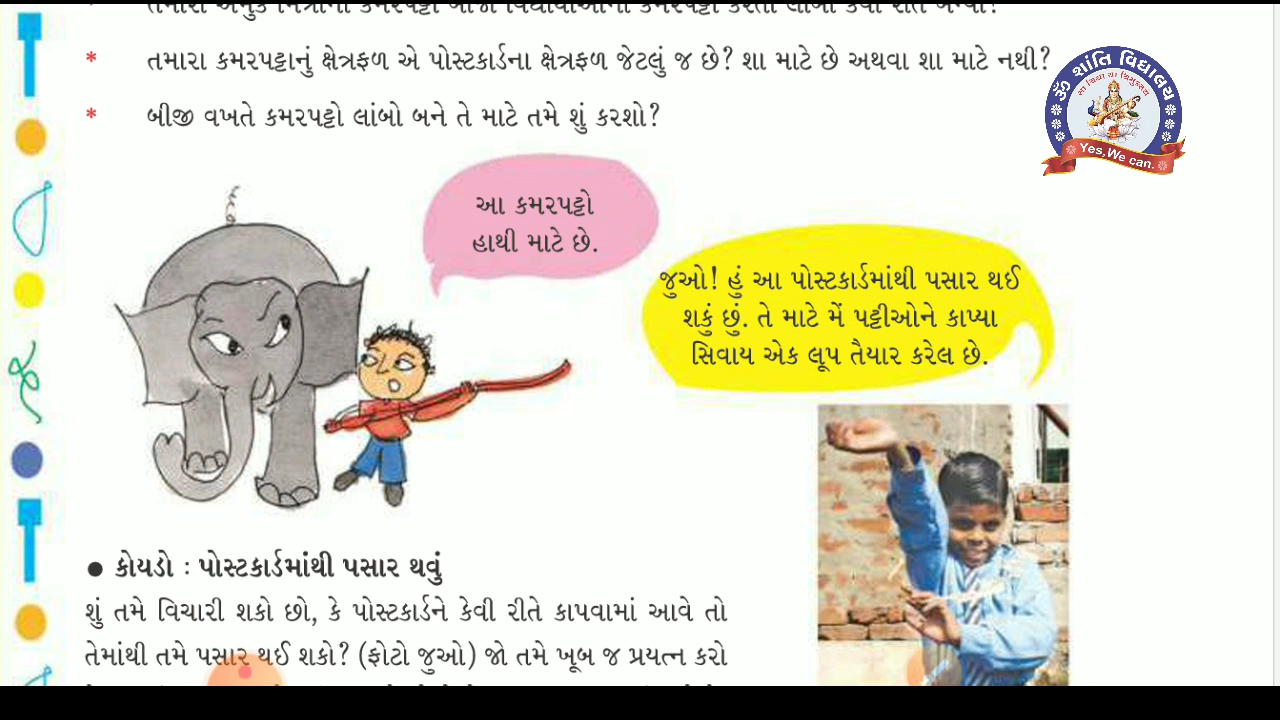 * તમારા કમરપટ્ટાનું ક્ષેત્રફળ એ પોસ્ટકાર્ડના ક્ષેત્રફળ જેટલું જ છે? શા માટે છે અથવા શા માટે નથી?
* બીજી વખતે કમરપટ્ટો લાંબો બને તે માટે તમે શું કરશો?
ૐ શાંતિ વિદ્યાલય
Yes,We can.
આ કમરપટ્ટો
હાથી માટે છે.
જુઓ! હું આ પોસ્ટકાર્ડમાંથી પસાર થઈ
શકું છું. તે માટે મેં પટ્ટીઓને કાપ્યા
સિવાય એક લૂપ તૈયાર કરેલ છે.
● કોયડો : પોસ્ટકાર્ડમાંથી પસાર થવું
શું તમે વિચારી શકો છો, કે પોસ્ટકાર્ડને કેવી રીતે કાપવામાં આવે તો
તેમાંથી તમે પસાર થઈ શકો? (ફોટો જુઓ) જો તમે ખૂબ જ પ્રયત્ન કરો